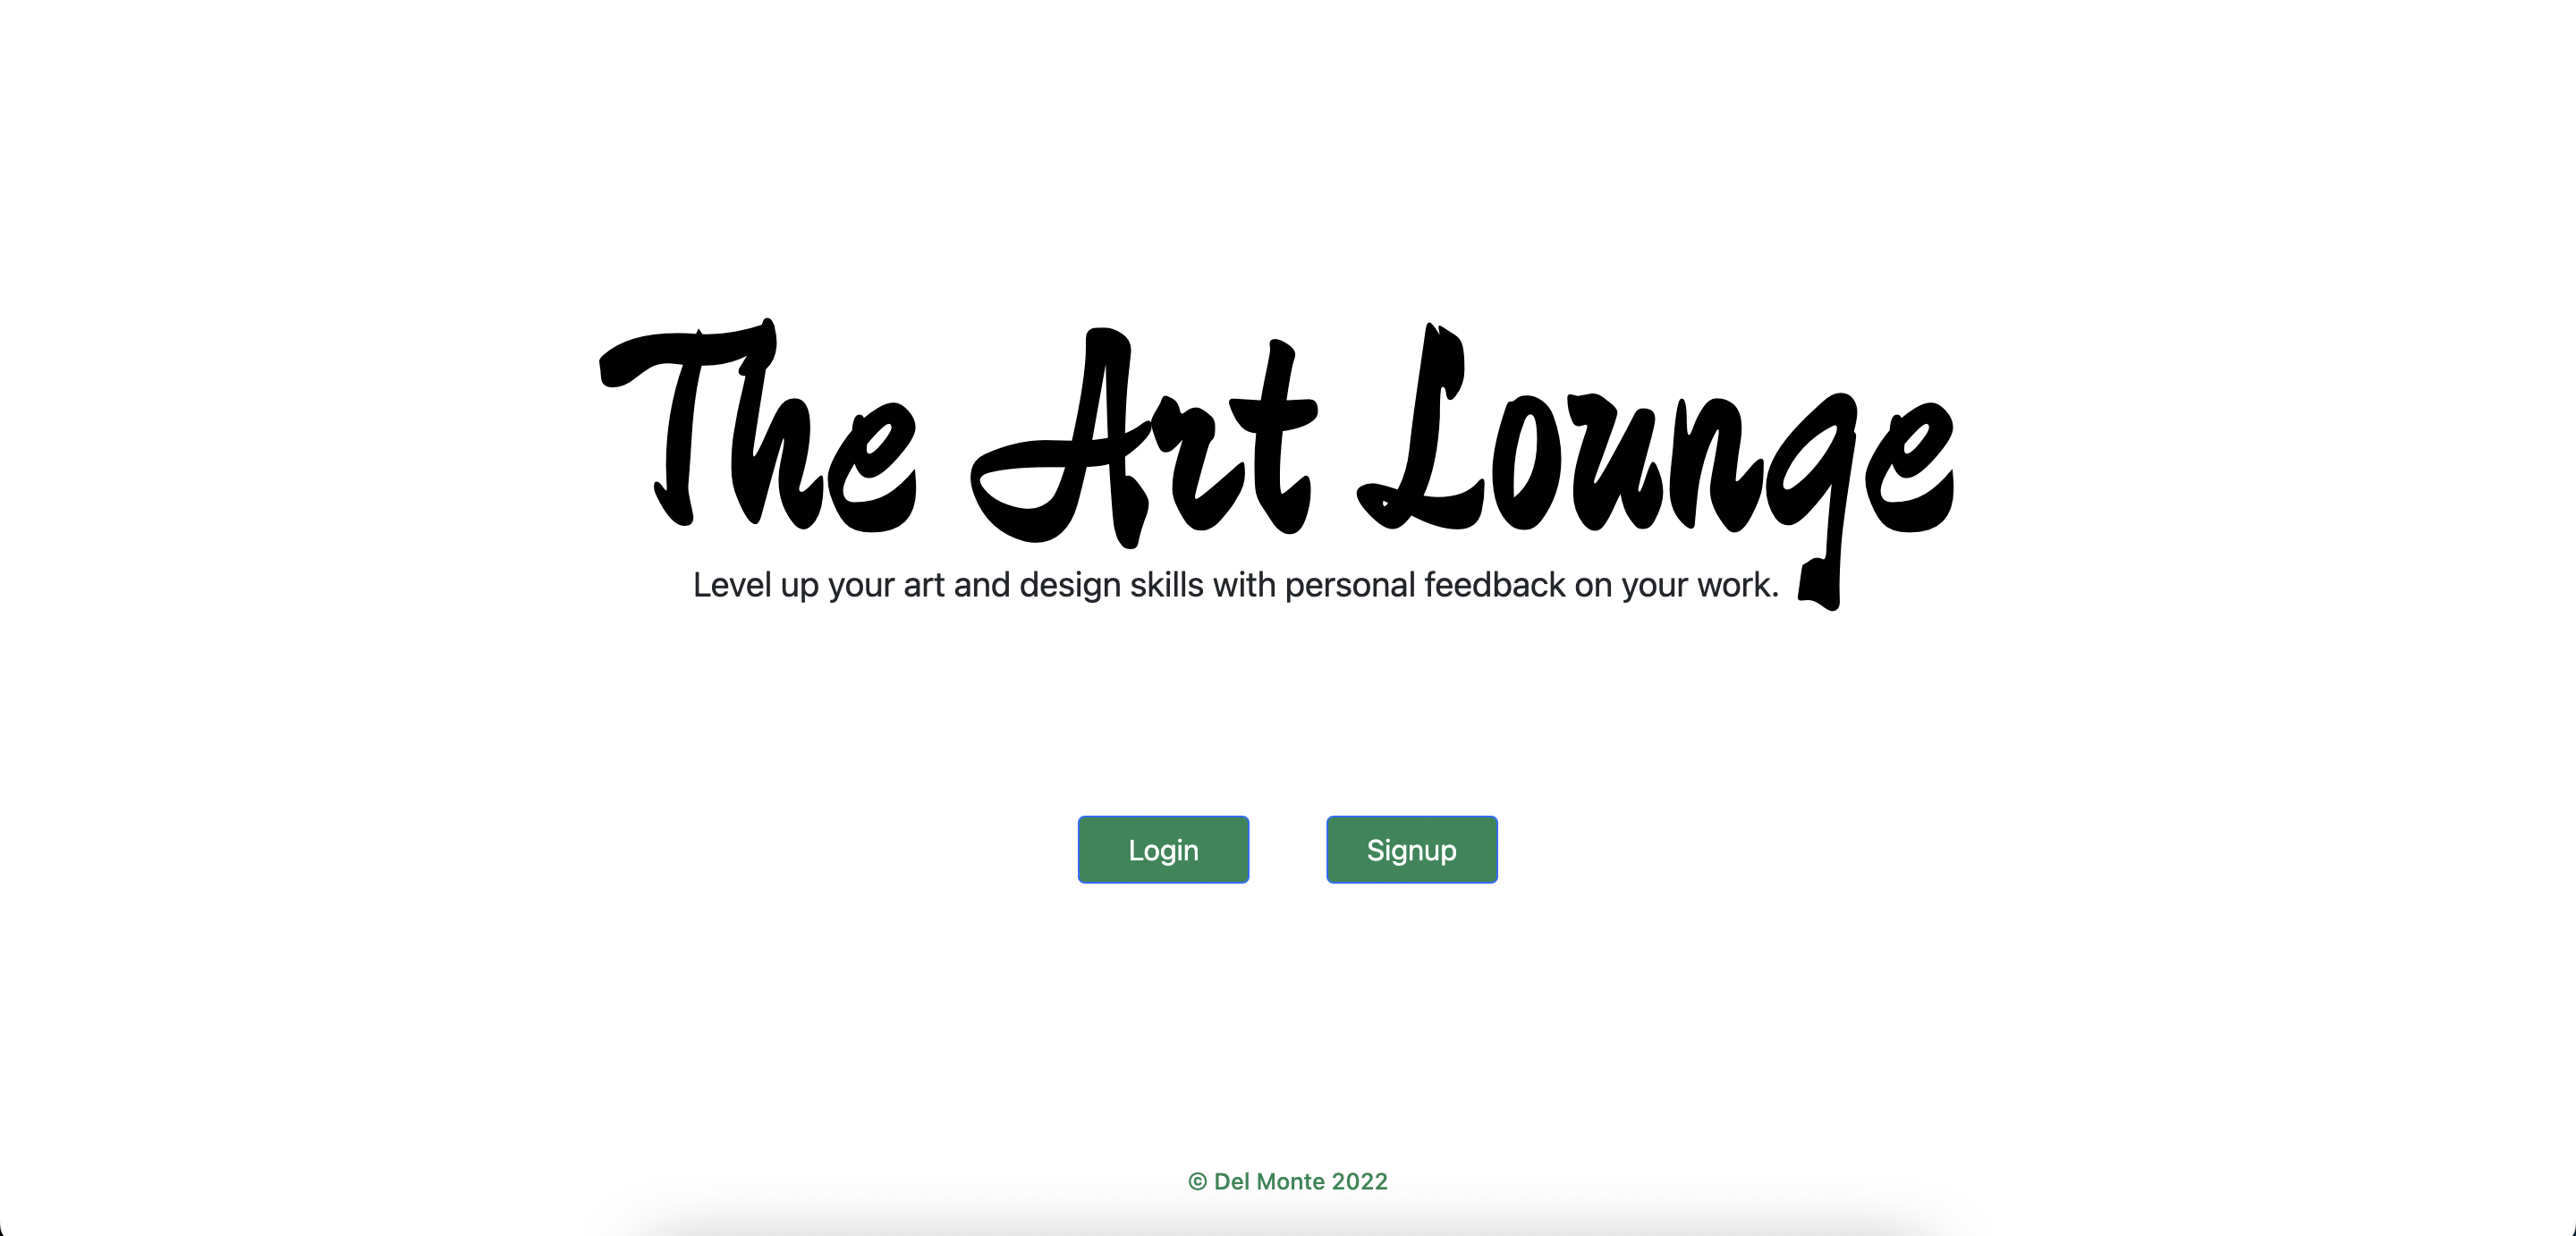 The Art Lounge
Level up your art and design skills with personal feedback on your work.
Login
Signup
© Del Monte 2022